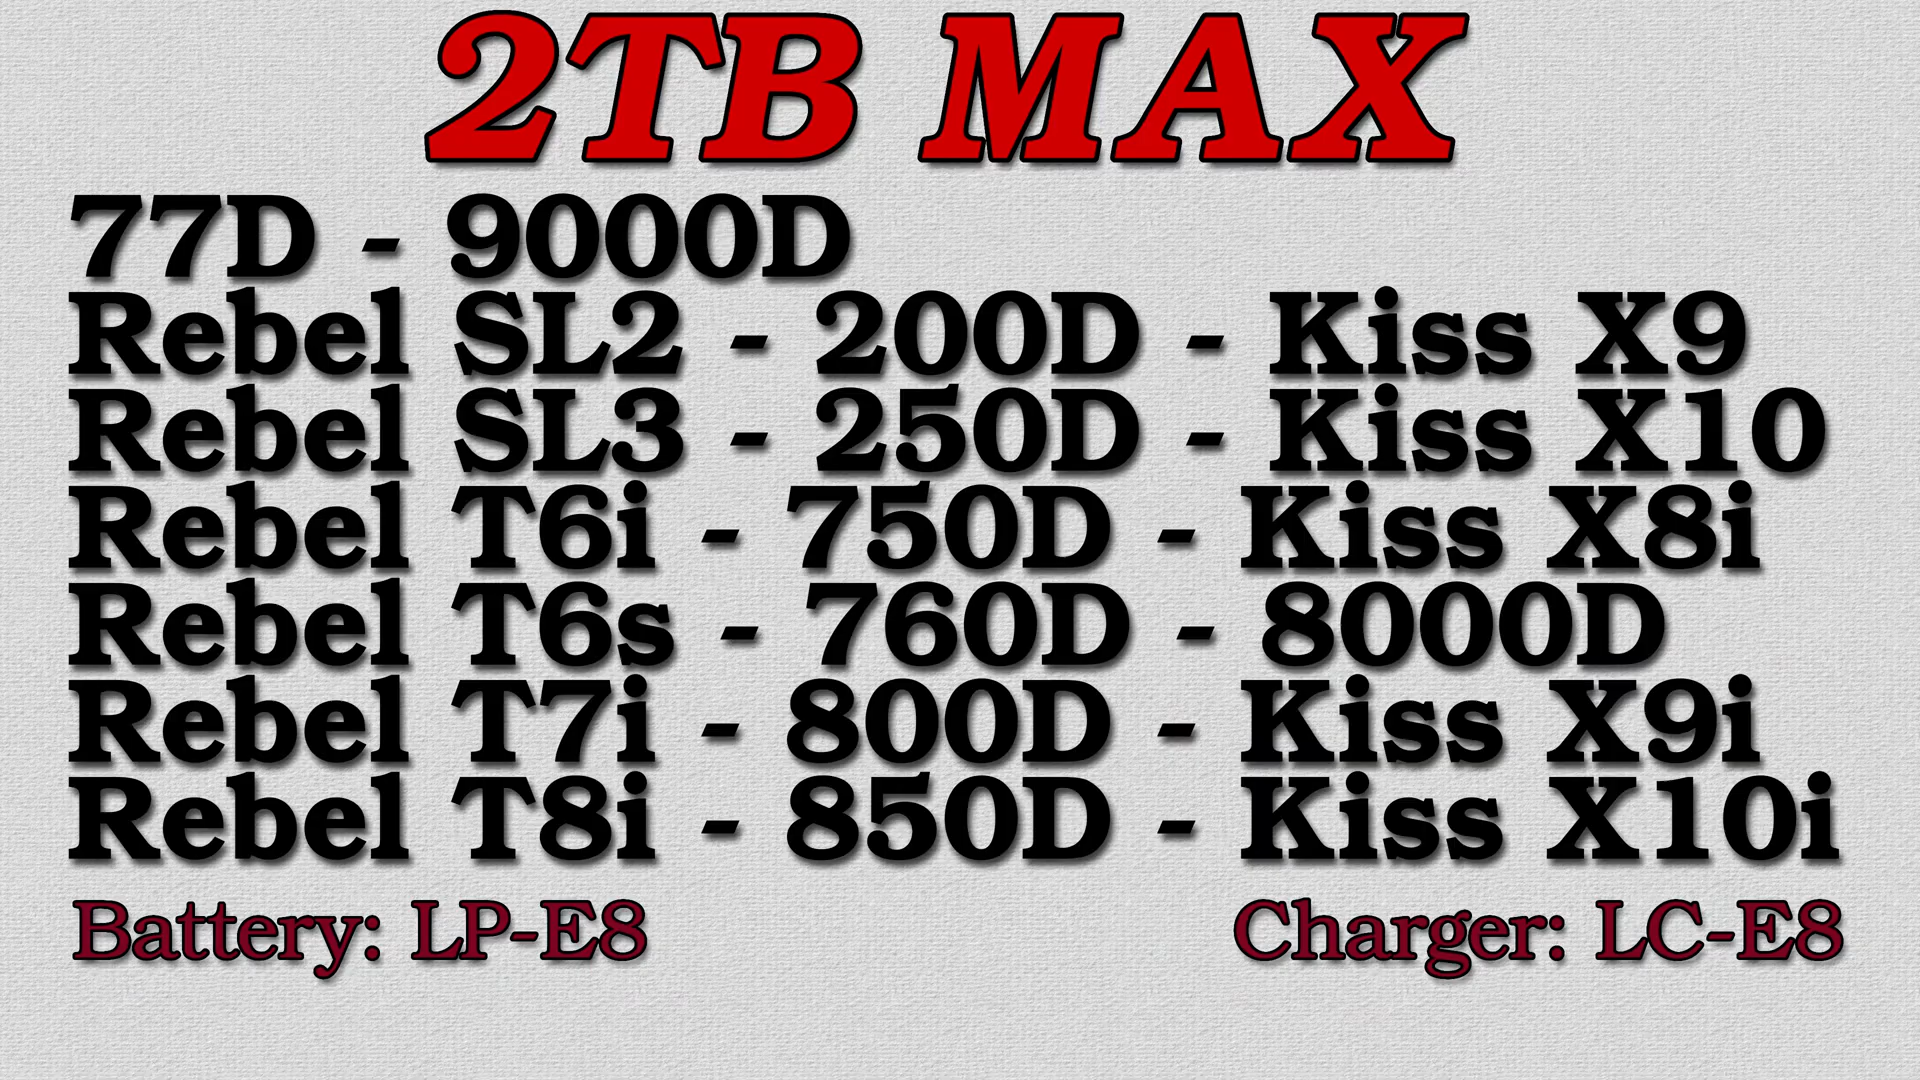 2TB MAX
77D - 9000D
Rebel SL2 - 200D - Kiss X9
Rebel SL3 - 250D - Kiss X10
Rebel T6i - 750D - Kiss X8i
Rebel T6s - 760D - 8000D
Rebel T7i - 800D - Kiss X9i
Rebel T8i - 850D - Kiss X10i
Battery: LP-E8 Charger: LC-E8